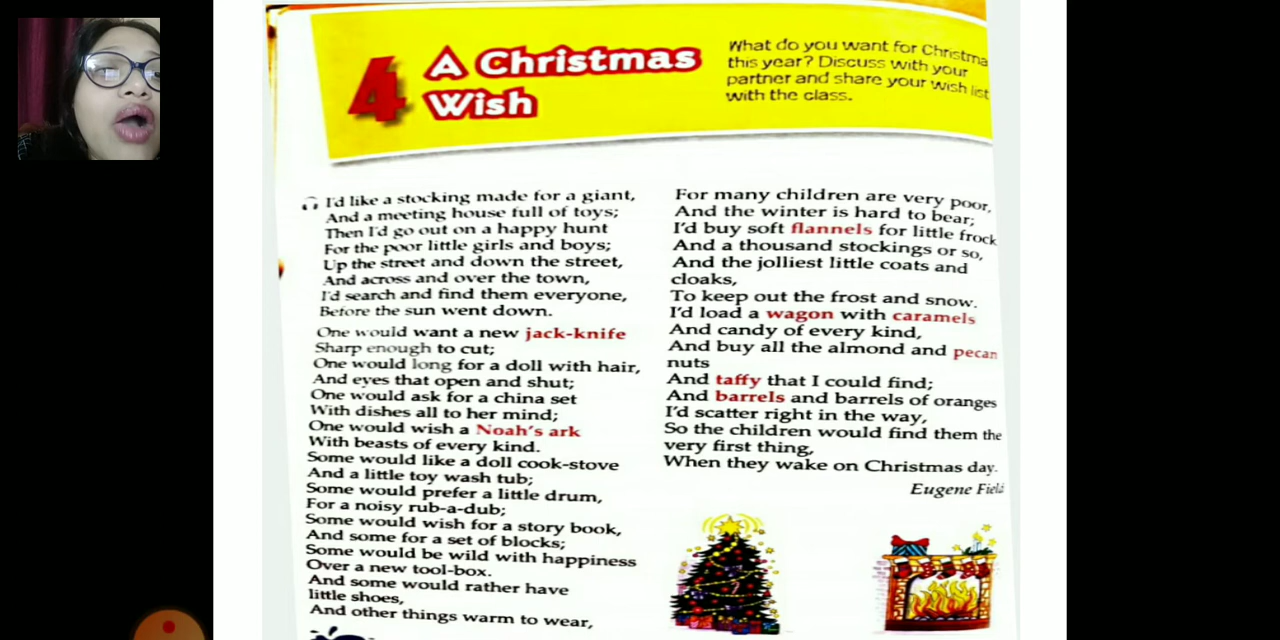 4
A Christmas
Wish
What do you want for Christma
this year? Discuss with your
partner and share your wish list
with the class.
I'd like a stocking made for a giant,
And a meeting house full of toys;
Then I'd go out on a happy hunt
For the poor little girls and boys;
Up the street and down the street,
And across and over the town,
I'd search and find them everyone,
Before the sun went down.
One would want a new jack-knife
Sharp enough to cut;
One would long for a doll with hair,
And eyes that open and shut;
One would ask for a china set
With dishes all to her mind;
One would wish a Noah's ark
With beasts of every kind.
Some would like a doll cook-stove
And a little toy wash tub;
Some would prefer a little drum,
For a noisy rub-a-dub;
Some would wish for a story book,
And some for a set of blocks;
Some would be wild with happiness
Over a new tool-box.
And some would rather have
little shoes,
And other things warm to wear,
For many children are very poor,
And the winter is hard to bear;
I'd buy soft flannels for little frock
And a thousand stockings or so,
And the jolliest little coats and
cloaks,
To keep out the frost and snow.
I'd load a wagon with caramels
And candy of every kind,
And buy all the almond and pecan
nuts
And taffy that I could find;
And barrels and barrels of oranges
I'd scatter right in the way,
So the children would find them the
very first thing,
When they wake on Christmas day.
Eugene Field